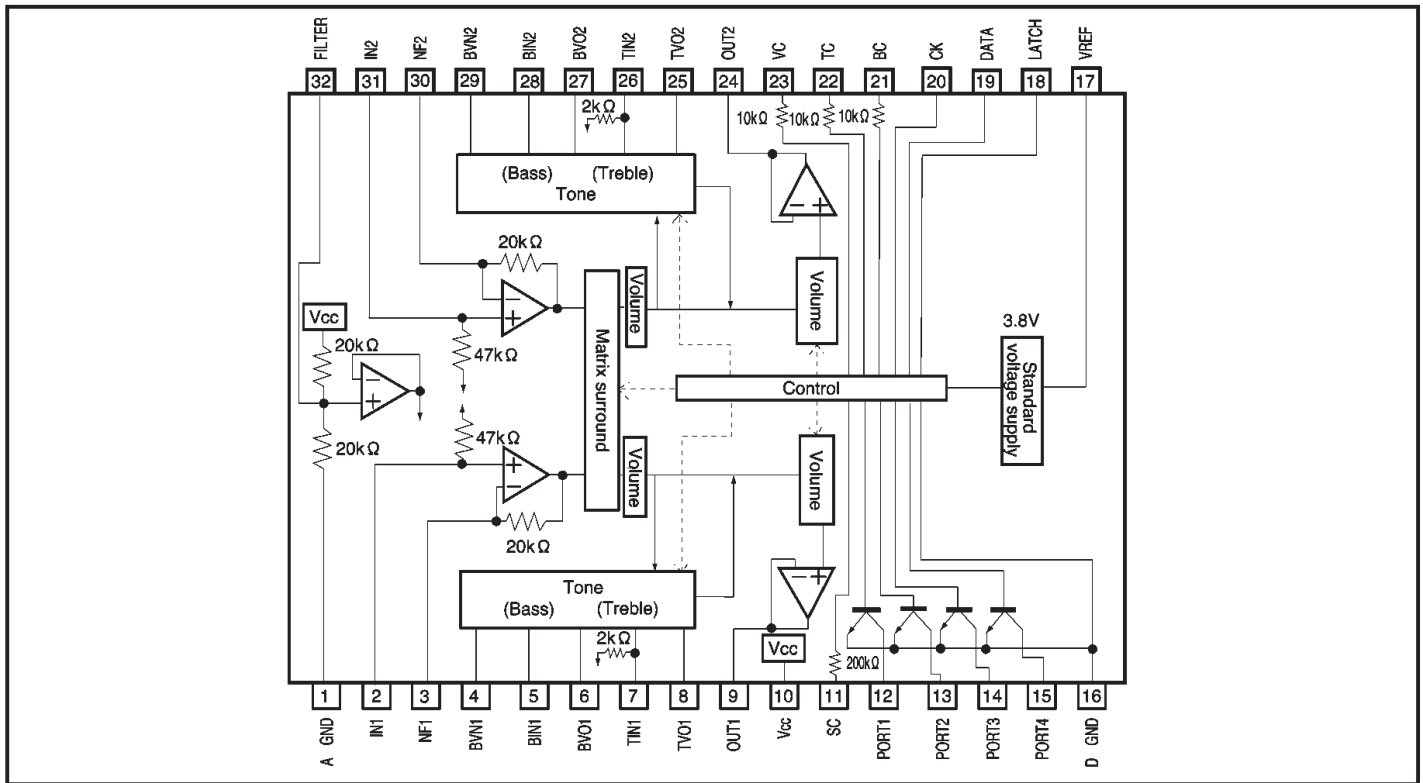 FILTER IN2 NF2 BVN2 BIN2 BVO2 TIN2 TVO2 OUT2 VC TC BC CK DATA LATCH VREF
32 31 30 29 28 27 26 25 24 23 22 21 20 19 18 17
2kΩ
10kΩ 10kΩ 10kΩ
(Bass) (Treble)
Tone
20kΩ
Vcc
20kΩ
47kΩ
Volume
Volume
3.8V
Matrix surround
Control
Standard
voltage supply
47kΩ
20kΩ
Volume
Volume
20kΩ
Tone
(Bass) (Treble)
2kΩ
Vcc
200kΩ
1 2 3 4 5 6 7 8 9 10 11 12 13 14 15 16
A GND IN1 NF1 BVN1 BIN1 BVO1 TIN1 TVO1 OUT1 Vcc SC PORT1 PORT2 PORT3 PORT4 D GND